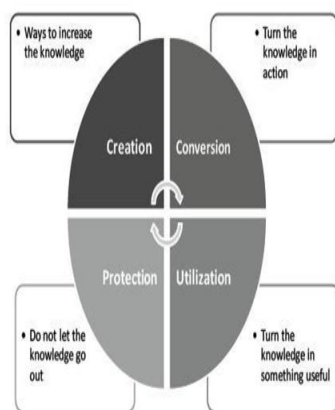 • Ways to increase
the knowledge
• Turn the
knowledge in
action
Creation
Conversion
Protection
Utilization
• Do not let the
knowledge go
out
• Turn the
knowledge in
something useful